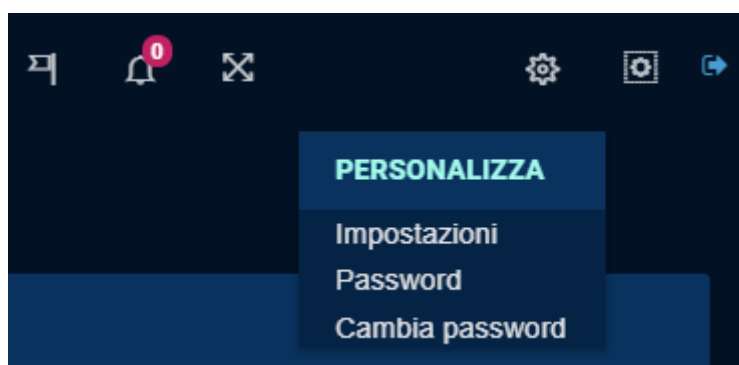 0
PERSONALIZZA
Impostazioni
Password
Cambia password